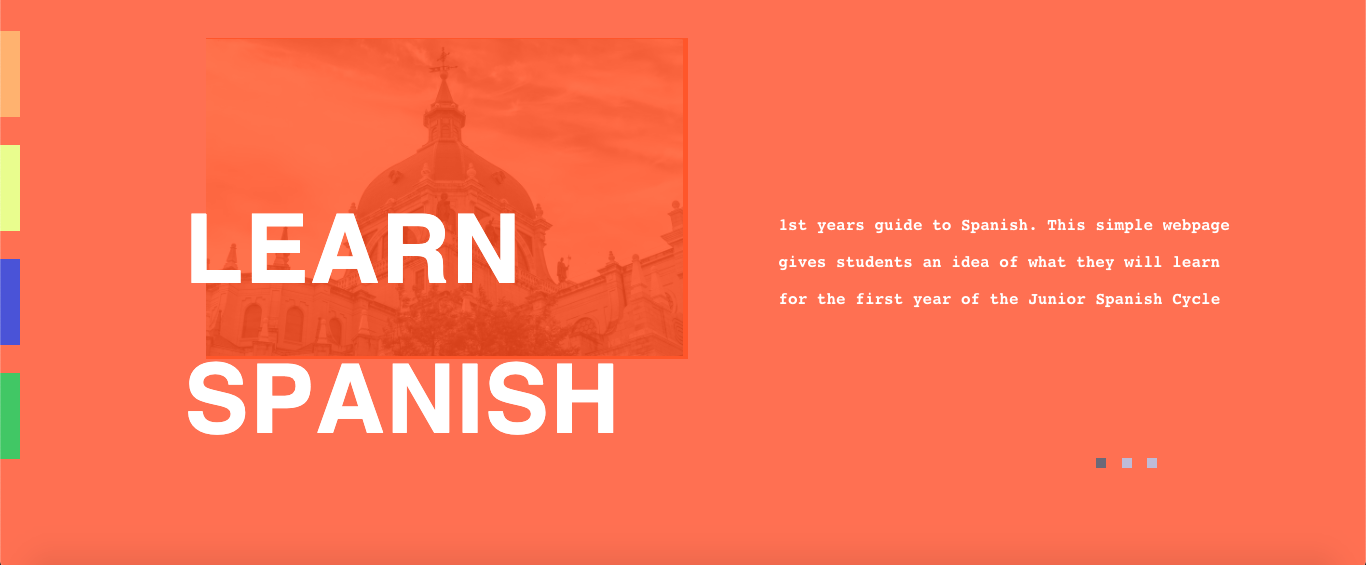 LEARN
SPANISH
1st years guide to Spanish. This simple webpage
gives students an idea of what they will learn
for the first year of the Junior Spanish Cycle